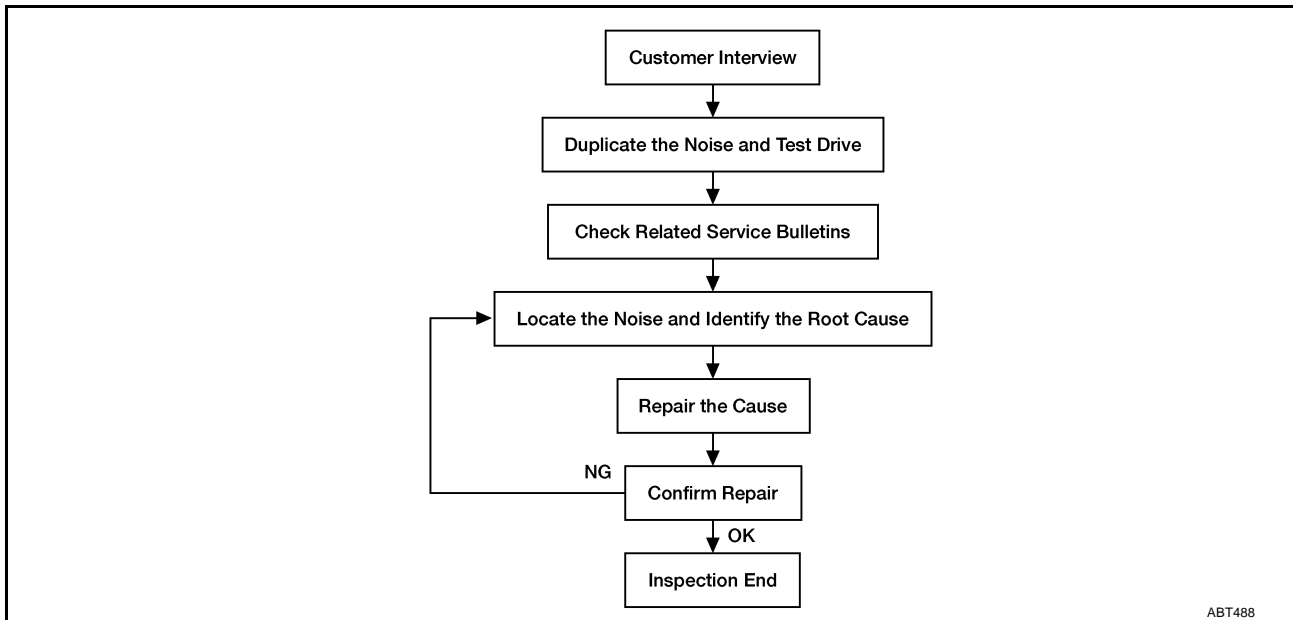 Customer Interview
Duplicate the Noise and Test Drive
Check Related Service Bulletins
Locate the Noise and Identify the Root Cause
Repair the Cause
NG
Confirm Repair
OK
Inspection End
ABT488